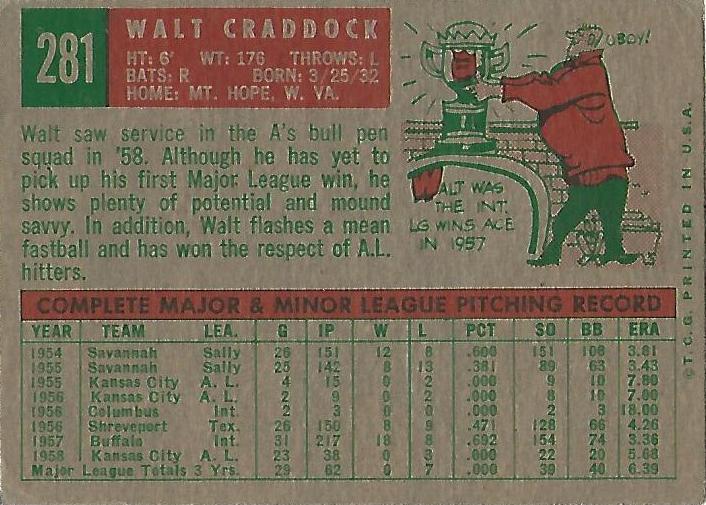 281
WALT CRADDOCK
HT: 6' WT: 176 THROWS: L
BATS: R BORN: 3/25/32
HOME: MT. HOPE, W. VA.
Walt saw service in the A's bull pen
squad in '58. Although he has yet to
pick up his first Major League win, he
shows plenty of potential and mound
savvy. In addition, Walt flashes a mean
fastball and has won the respect of A.L.
hitters.
OBOY!
WALT WAS
THE INT.
LG WINS ACE
IN 1957
COMPLETE MAJOR & MINOR LEAGUE PITCHING RECORD
YEAR TEAM LEA. G IP W L PCT SO BB ERA
1954 Savannah Sally 26 151 12 8 .600 151 106 3.81
1955 Savannah Sally 25 142 8 13 .381 89 63 3.43
1955 Kansas City A. L. 4 15 0 2 .000 9 10 7.80
1956 Kansas City A. L. 2 9 0 2 .000 8 10 7.00
1956 Columbus Int. 2 3 0 0 .000 2 3 18.00
1956 Shreveport Tex. 26 150 8 9 .471 128 66 4.26
1957 Buffalo Int. 31 217 18 8 .692 154 74 3.36
1958 Kansas City A. L. 23 38 0 3 .000 22 20 5.68
Major League Totals 3 Yrs. 29 62 0 7 .000 39 40 6.39
©T.C.G. PRINTED IN U.S.A.